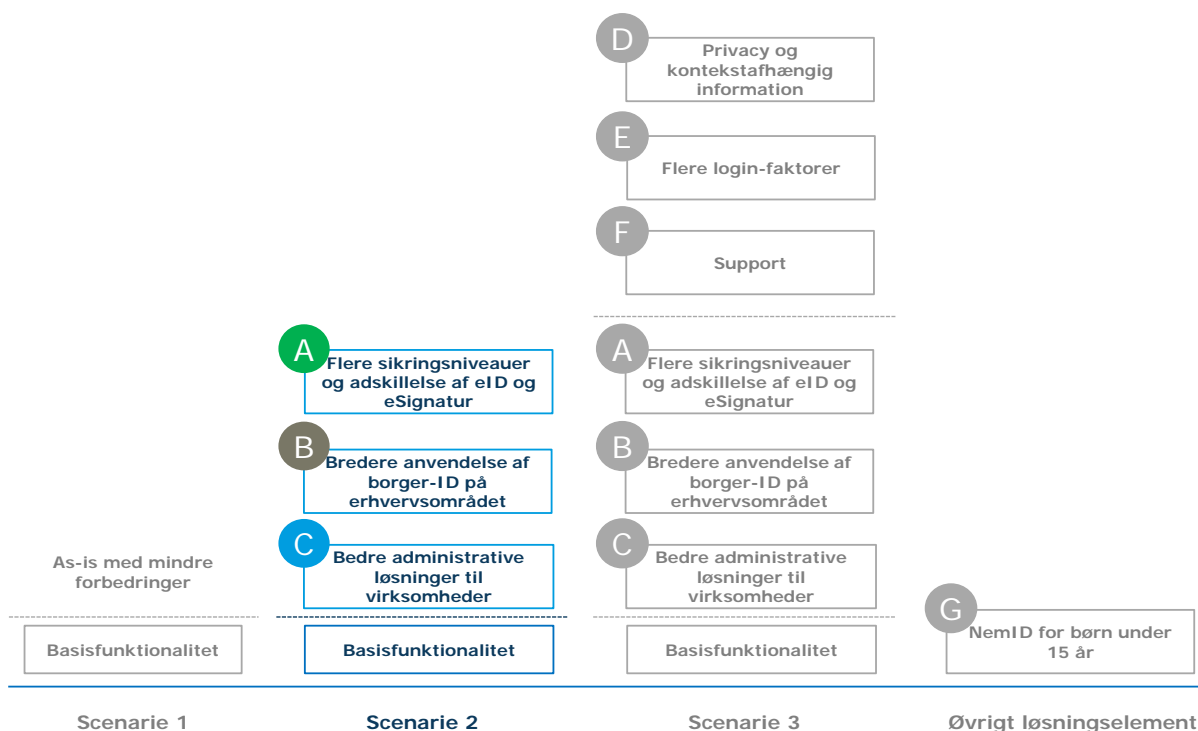 D
Privacy og
kontekstafhængig
information
E
Flere login-faktorer
F
Support
A
Flere sikringsniveauer
og adskillelse af eID og
eSignatur
A
Flere sikringsniveauer
og adskillelse af eID og
eSignatur
B
Bredere anvendelse af
borger-ID på
erhvervsområdet
B
Bredere anvendelse af
borger-ID på
erhvervsområdet
As-is med mindre
forbedringer
C
Bedre administrative
løsninger til
virksomheder
C
Bedre administrative
løsninger til
virksomheder
G
NemID for børn under
15 år
Basisfunktionalitet
Basisfunktionalitet
Basisfunktionalitet
Scenarie 1
Scenarie 2
Scenarie 3
Øvrigt løsningselement